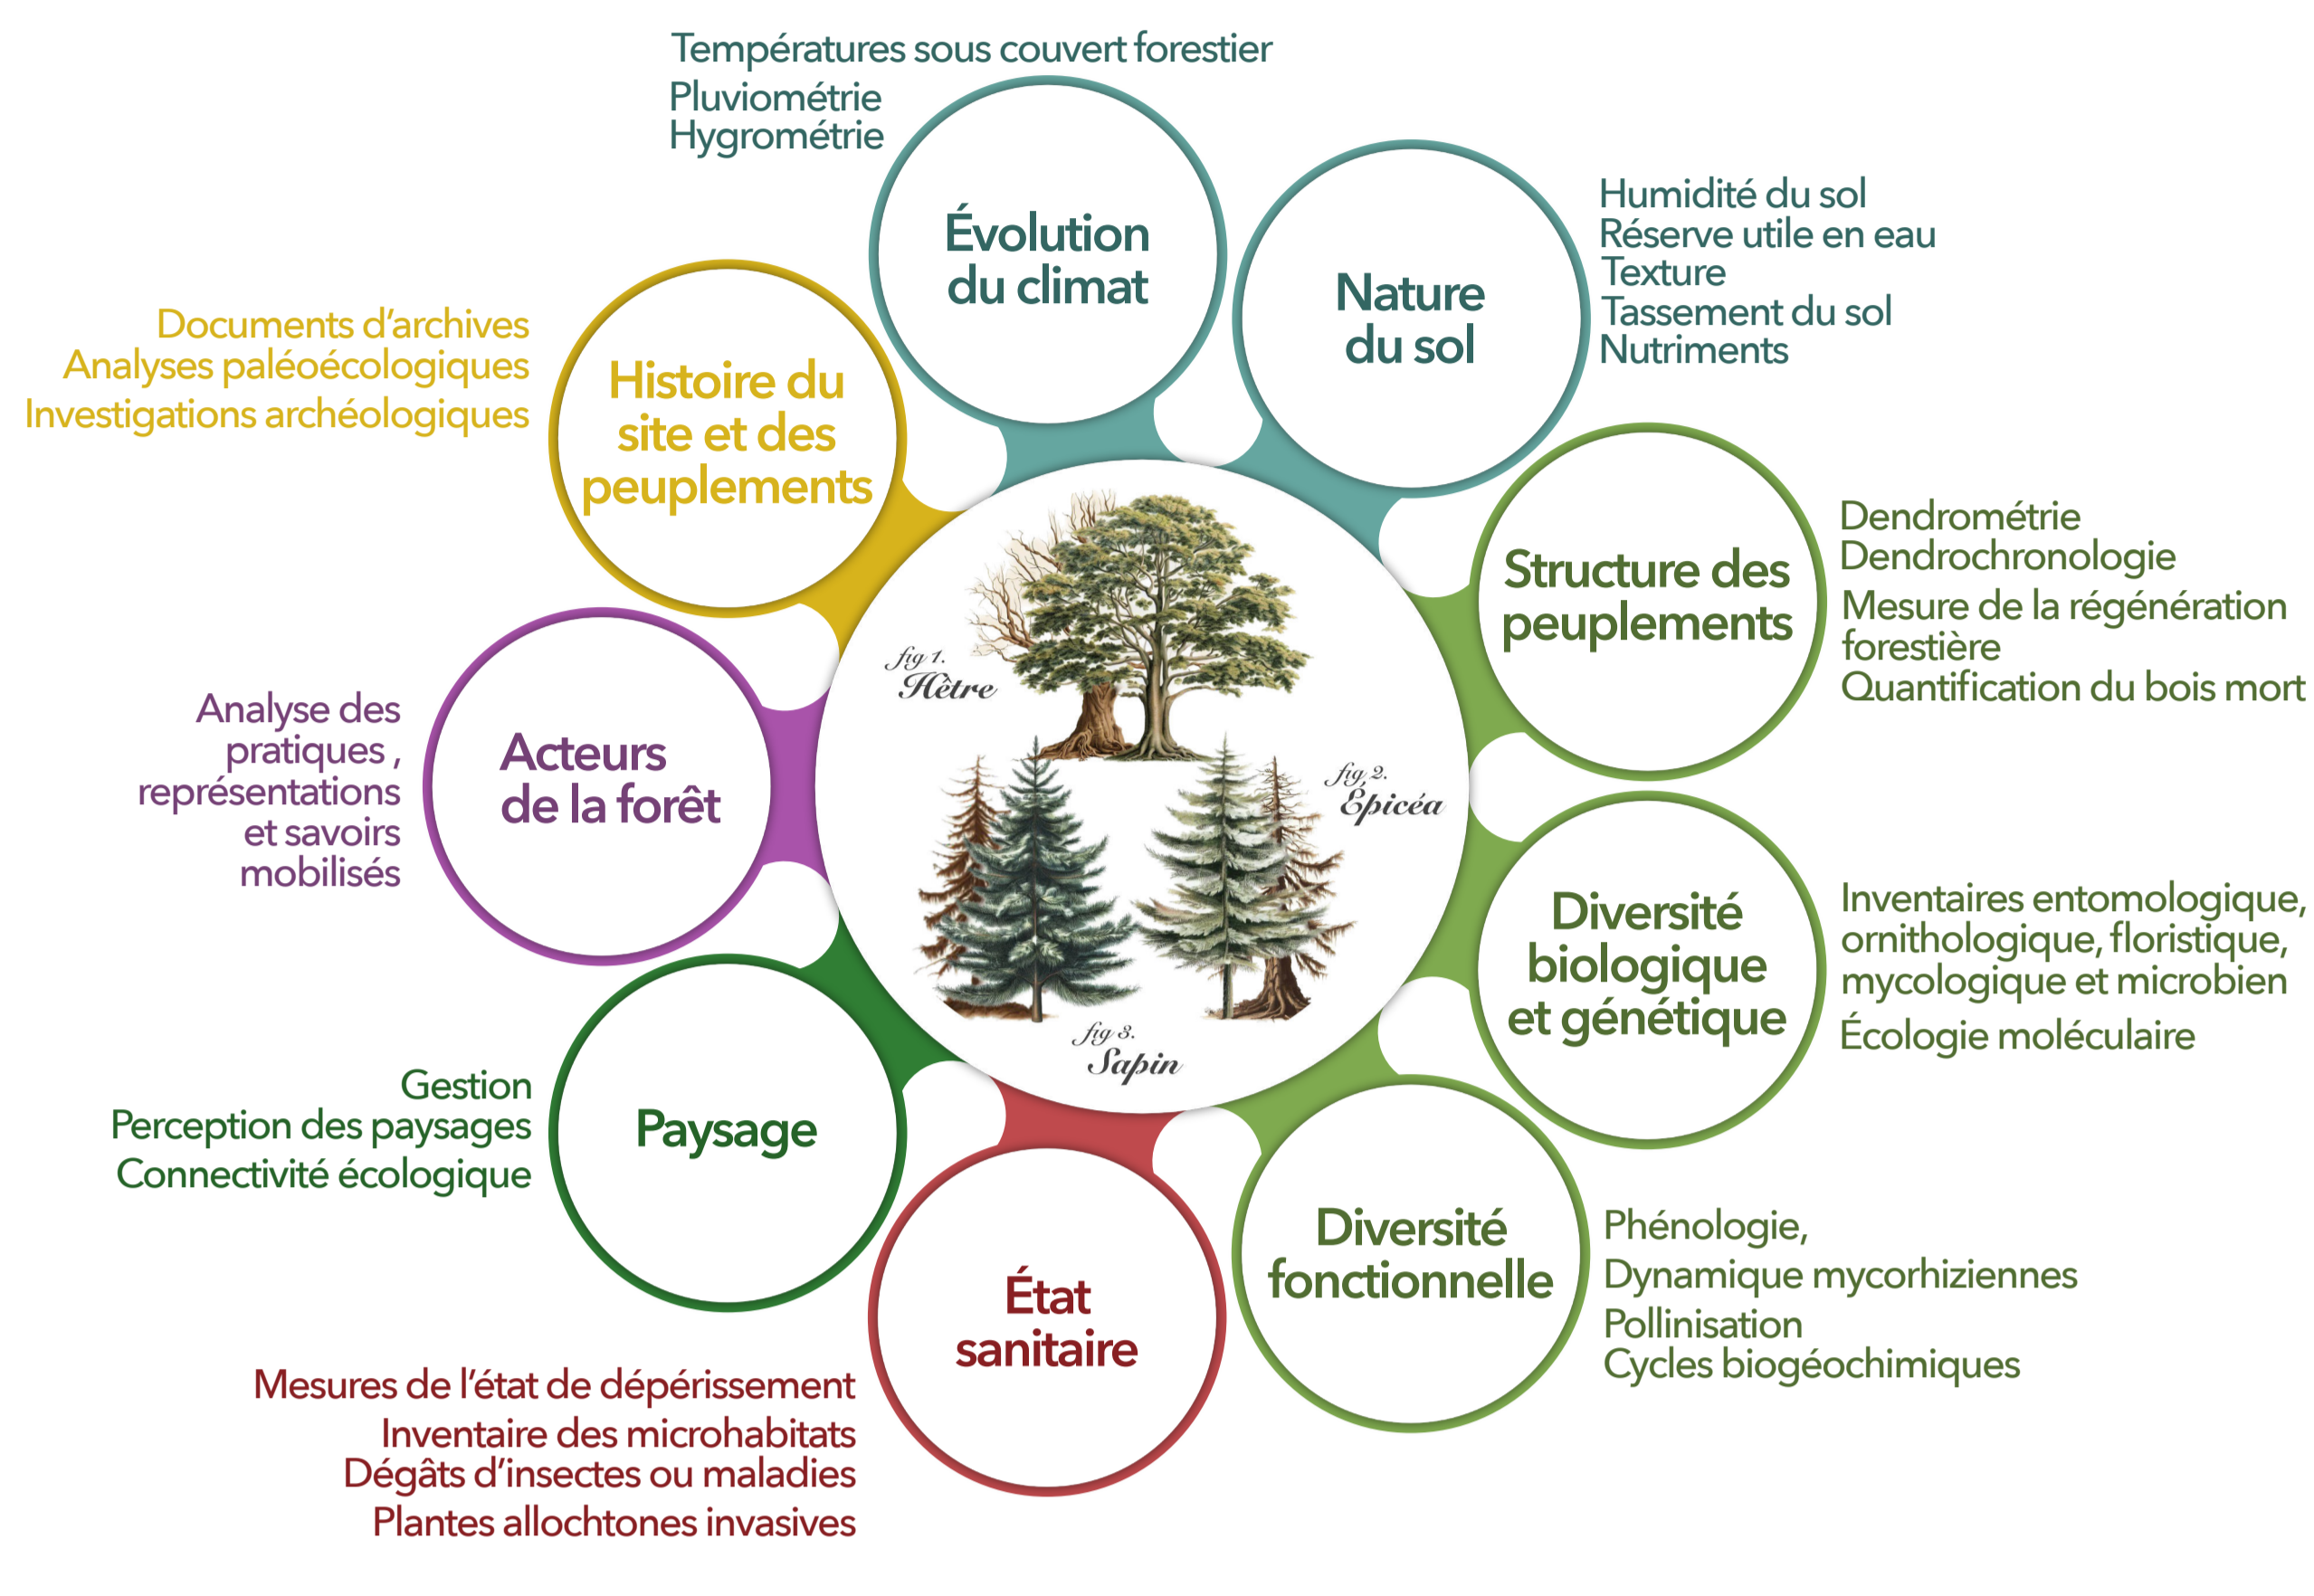 Températures sous couvert forestier
Pluviométrie
Hygrométrie
Évolution
du climat
Nature
du sol
Humidité du sol
Réserve utile en eau
Texture
Tassement du sol
Nutriments
Structure des
peuplements
Dendrométrie
Dendrochronologie
Mesure de la régénération
forestière
Quantification du bois mort
Diversité
biologique
et génétique
Inventaires entomologique,
ornithologique, floristique,
mycologique et microbien
Écologie moléculaire
Diversité
fonctionnelle
Phénologie,
Dynamique mycorhiziennes
Pollinisation
Cycles biogéochimiques
État
sanitaire
Mesures de l’état de dépérissement
Inventaire des microhabitats
Dégâts d’insectes ou maladies
Plantes allochtones invasives
Paysage
Gestion
Perception des paysages
Connectivité écologique
Acteurs
de la forêt
Analyse des
pratiques ,
représentations
et savoirs
mobilisés
Histoire du
site et des
peuplements
Documents d’archives
Analyses paléoécologiques
Investigations archéologiques
fig 1.
Hêtre
fig 2.
Épicéa
fig 3.
Sapin